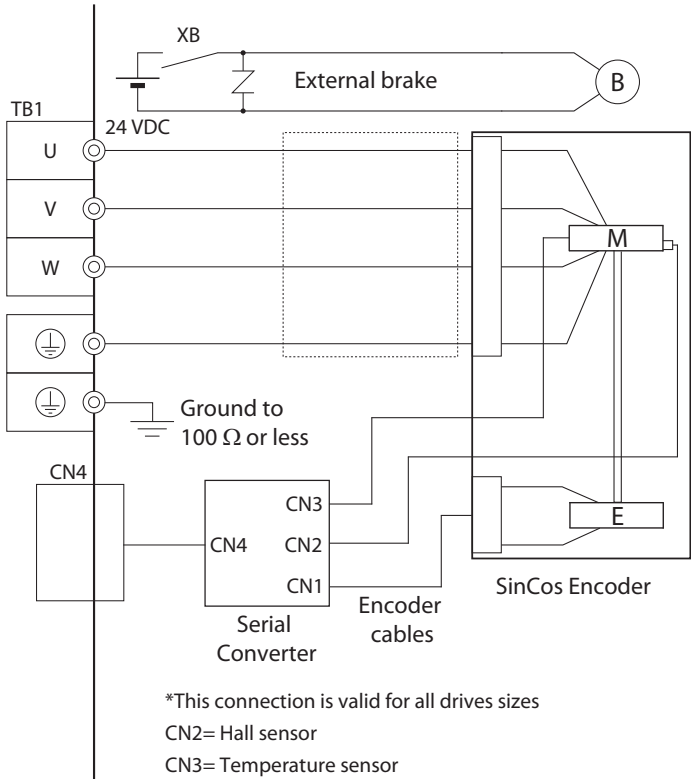 XB
External brake
B
24 VDC
TB1
U
V
W
M
Ground to
100 Ω or less
CN4
CN3
CN4
CN2
CN1
E
SinCos Encoder
Encoder
cables
Serial
Converter
*This connection is valid for all drives sizes
CN2= Hall sensor
CN3= Temperature sensor